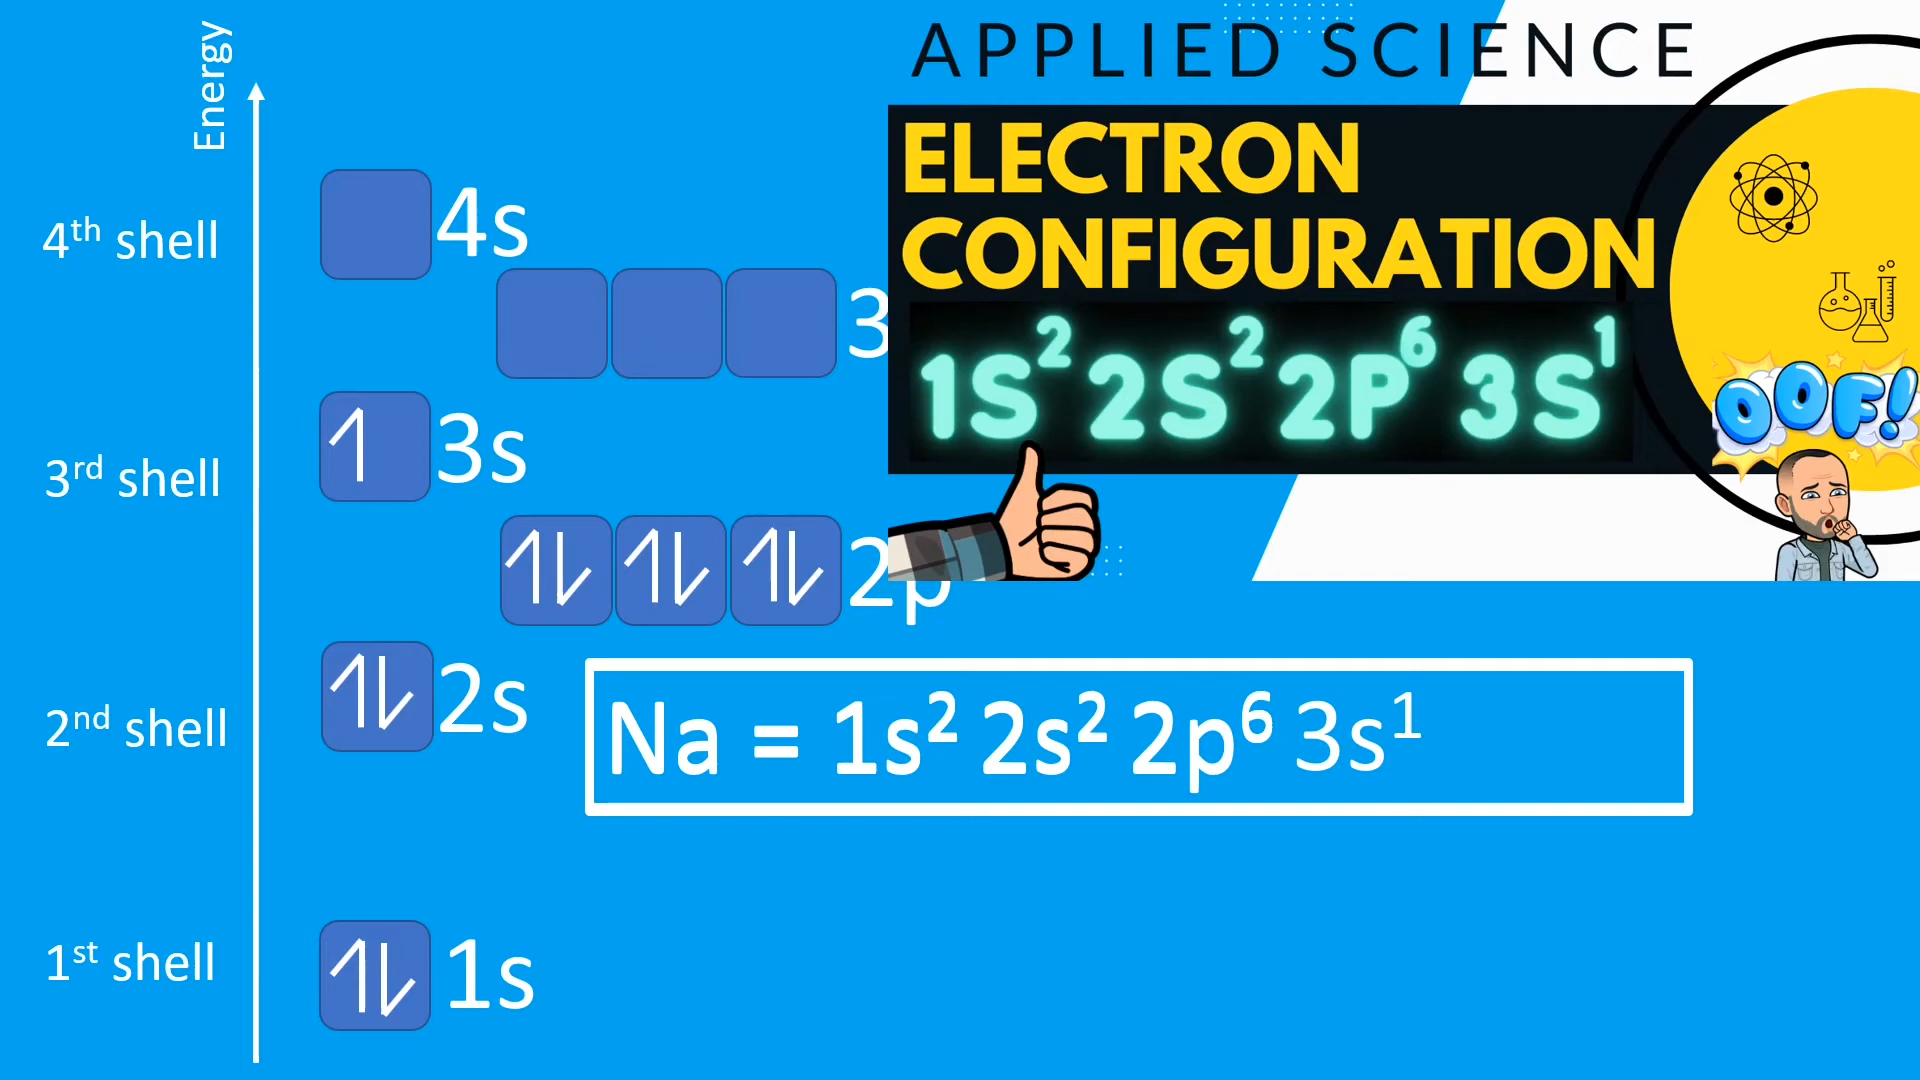 Energy
APPLIED SCIENCE
ELECTRON
CONFIGURATION
1S² 2S² 2P⁶ 3S¹
OOF!
4th shell
4s
3
3rd shell
3s
2p
2nd shell
2s
Na = 1s² 2s² 2p⁶ 3s¹
1st shell
1s